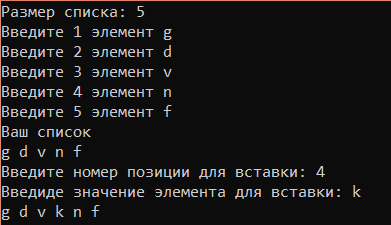 Размер списка: 5
Введите 1 элемент g
Введите 2 элемент d
Введите 3 элемент v
Введите 4 элемент n
Введите 5 элемент f
Ваш список
g d v n f
Введите номер позиции для вставки: 4
Введиде значение элемента для вставки: k
g d v k n f